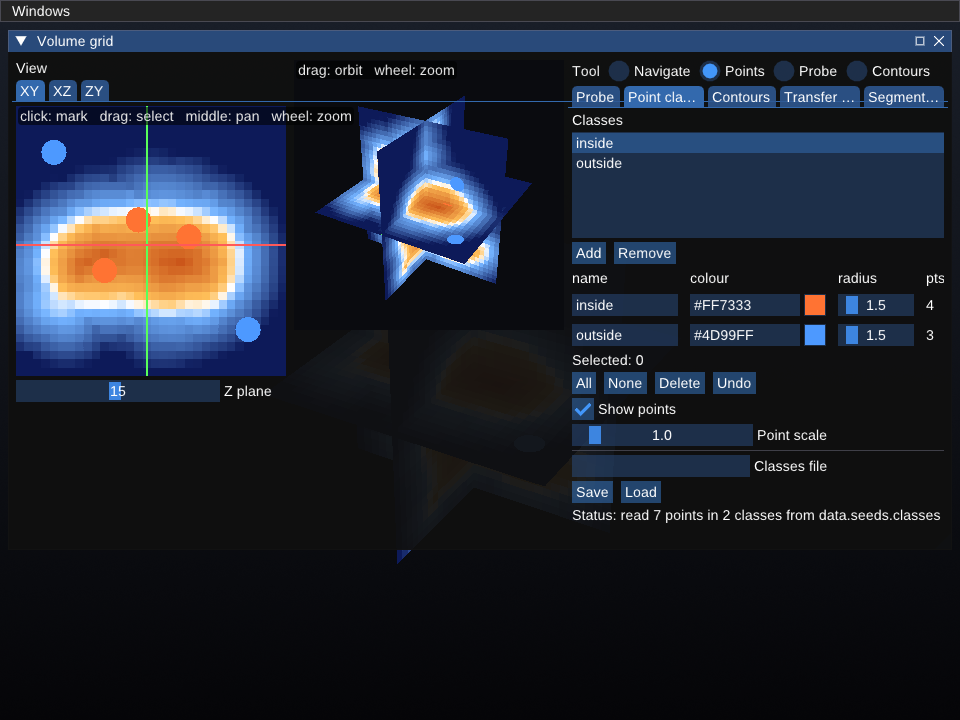 Windows
Volume grid
View
XY XZ ZY
click: mark drag: select middle: pan wheel: zoom
15 Z plane
drag: orbit wheel: zoom
Tool Navigate Points Probe Contours
Probe Point cla... Contours Transfer ... Segment...
Classes
inside
outside
Add Remove
name colour radius pts
inside #FF7333 1.5 4
outside #4D99FF 1.5 3
Selected: 0
All None Delete Undo
Show points
1.0 Point scale
Classes file
Save Load
Status: read 7 points in 2 classes from data.seeds.classes